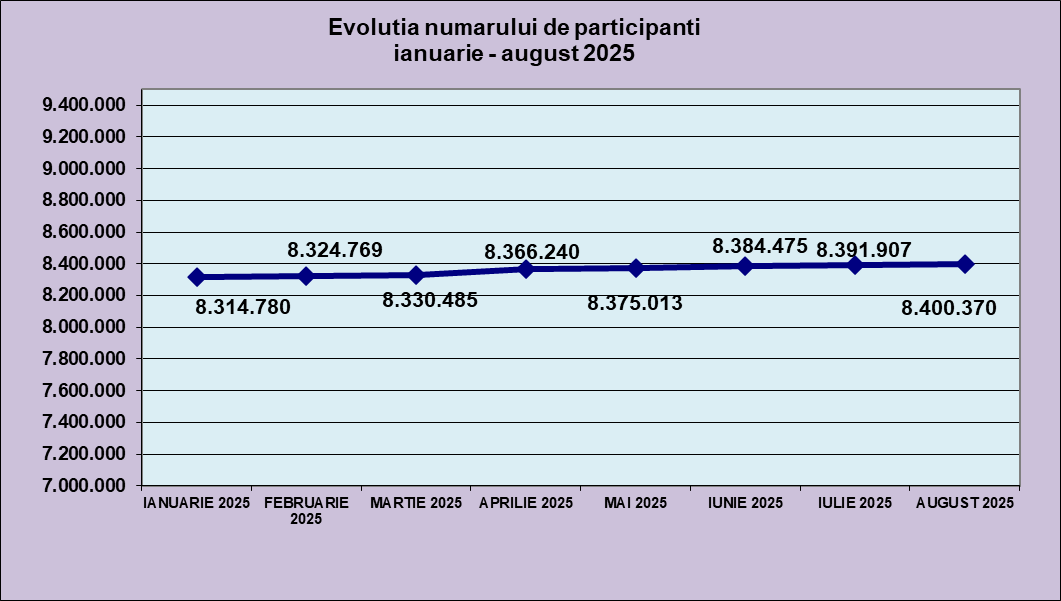 Evolutia numarului de participanti
ianuarie - august 2025
9.400.000
9.200.000
9.000.000
8.800.000
8.600.000
8.400.000
8.200.000
8.000.000
7.800.000
7.600.000
7.400.000
7.200.000
7.000.000
8.314.780
8.324.769
8.330.485
8.366.240
8.375.013
8.384.475
8.391.907
8.400.370
IANUARIE 2025
FEBRUARIE
2025
MARTIE 2025
APRILIE 2025
MAI 2025
IUNIE 2025
IULIE 2025
AUGUST 2025